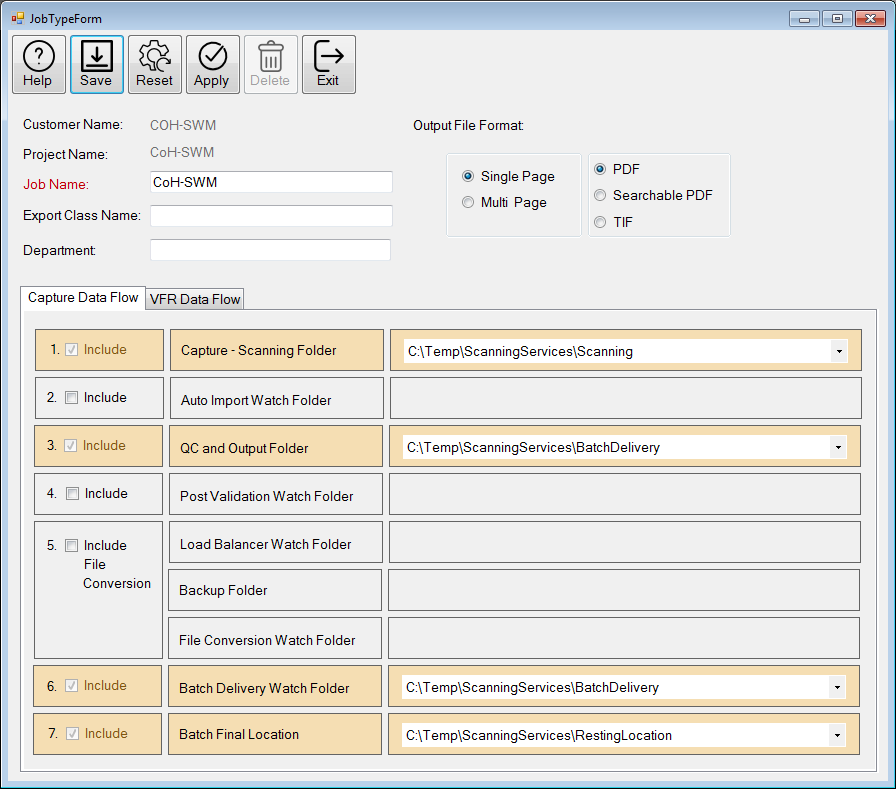 JobTypeForm
Help
Save
Reset
Apply
Delete
Exit
Customer Name: COH-SWM
Output File Format:
Project Name: CoH-SWM
Job Name: CoH-SWM
Export Class Name:
Department:
Single Page
Multi Page
PDF
Searchable PDF
TIF
Capture Data Flow
VFR Data Flow
1. Include Capture - Scanning Folder C:\Temp\ScanningServices\Scanning
2. Include Auto Import Watch Folder
3. Include QC and Output Folder C:\Temp\ScanningServices\BatchDelivery
4. Include Post Validation Watch Folder
5. Include
File
Conversion
Load Balancer Watch Folder
Backup Folder
File Conversion Watch Folder
6. Include Batch Delivery Watch Folder C:\Temp\ScanningServices\BatchDelivery
7. Include Batch Final Location C:\Temp\ScanningServices\RestingLocation